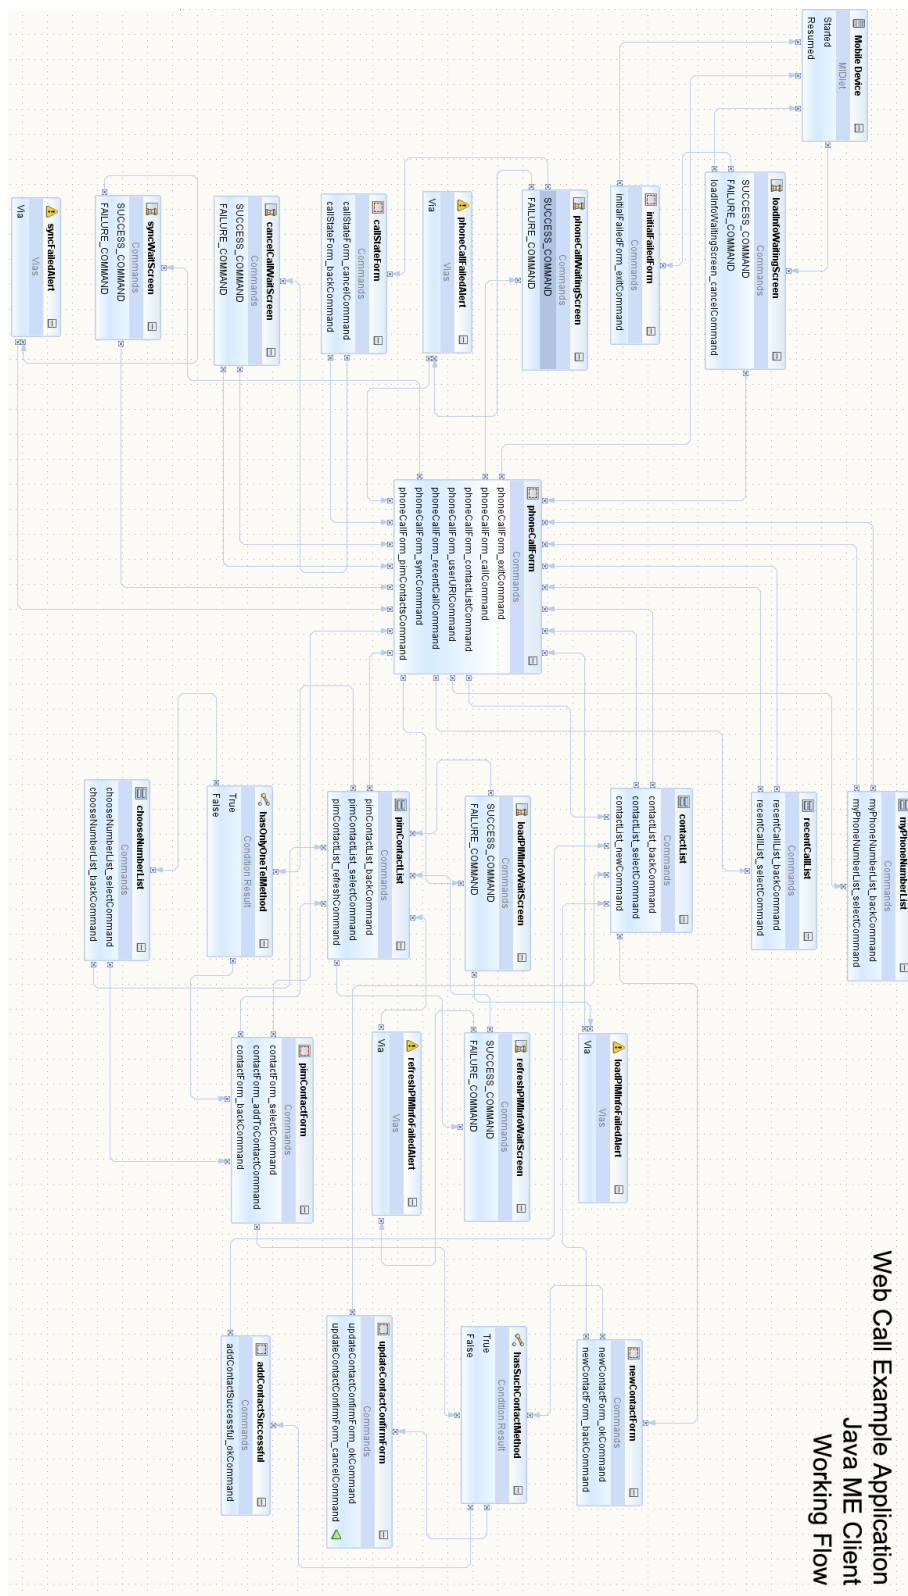 Web Call Example Application
Java ME Client
Working Flow
Mobile Device
MIDlet
Started
Resumed
loadInfoWaitingScreen
Commands
SUCCESS_COMMAND
FAILURE_COMMAND
loadInfoWaitingScreen_cancelCommand
initialFailedForm
Commands
initialFailedForm_exitCommand
phoneCallWaitingScreen
Commands
SUCCESS_COMMAND
FAILURE_COMMAND
phoneCallFailedAlert
Vias
Via
callStateForm
Commands
callStateForm_cancelCommand
callStateForm_backCommand
cancelCallWaitScreen
Commands
SUCCESS_COMMAND
FAILURE_COMMAND
syncWaitScreen
Commands
SUCCESS_COMMAND
FAILURE_COMMAND
syncFailedAlert
Vias
Via
phoneCallForm
Commands
phoneCallForm_exitCommand
phoneCallForm_callCommand
phoneCallForm_contactListCommand
phoneCallForm_userURICommand
phoneCallForm_recentCallCommand
phoneCallForm_syncCommand
phoneCallForm_pimContactsCommand
myPhoneNumberList
Commands
myPhoneNumberList_backCommand
myPhoneNumberList_selectCommand
recentCallList
Commands
recentCallList_backCommand
recentCallList_selectCommand
contactList
Commands
contactList_backCommand
contactList_selectCommand
contactList_newCommand
loadPIMInfoWaitScreen
Commands
SUCCESS_COMMAND
FAILURE_COMMAND
pimContactList
Commands
pimContactList_backCommand
pimContactList_selectCommand
pimContactList_refreshCommand
hasOnlyOneTelMethod
Condition Result
True
False
chooseNumberList
Commands
chooseNumberList_selectCommand
chooseNumberList_backCommand
loadPIMInfoFailedAlert
Vias
Via
refreshPIMInfoWaitScreen
Commands
SUCCESS_COMMAND
FAILURE_COMMAND
refreshPIMInfoFailedAlert
Vias
Via
pimContactForm
Commands
contactForm_selectCommand
contactForm_addToContactCommand
contactForm_backCommand
newContactForm
Commands
newContactForm_okCommand
newContactForm_backCommand
hasSuchContactMethod
Condition Result
True
False
updateContactConfirmForm
Commands
updateContactConfirmForm_okCommand
updateContactConfirmForm_cancelCommand
addContactSuccessful
Commands
addContactSuccessful_okCommand